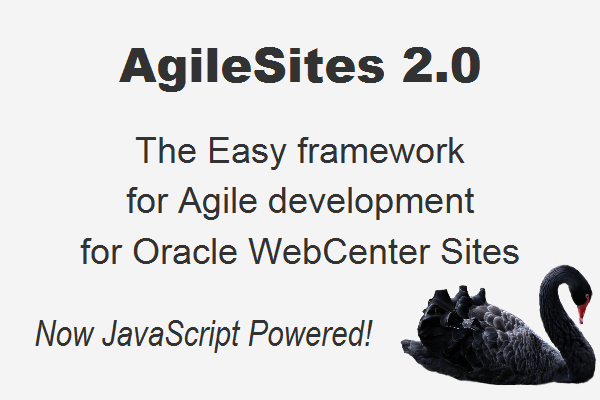 AgileSites 2.0
The Easy framework
for Agile development
for Oracle WebCenter Sites
Now JavaScript Powered!